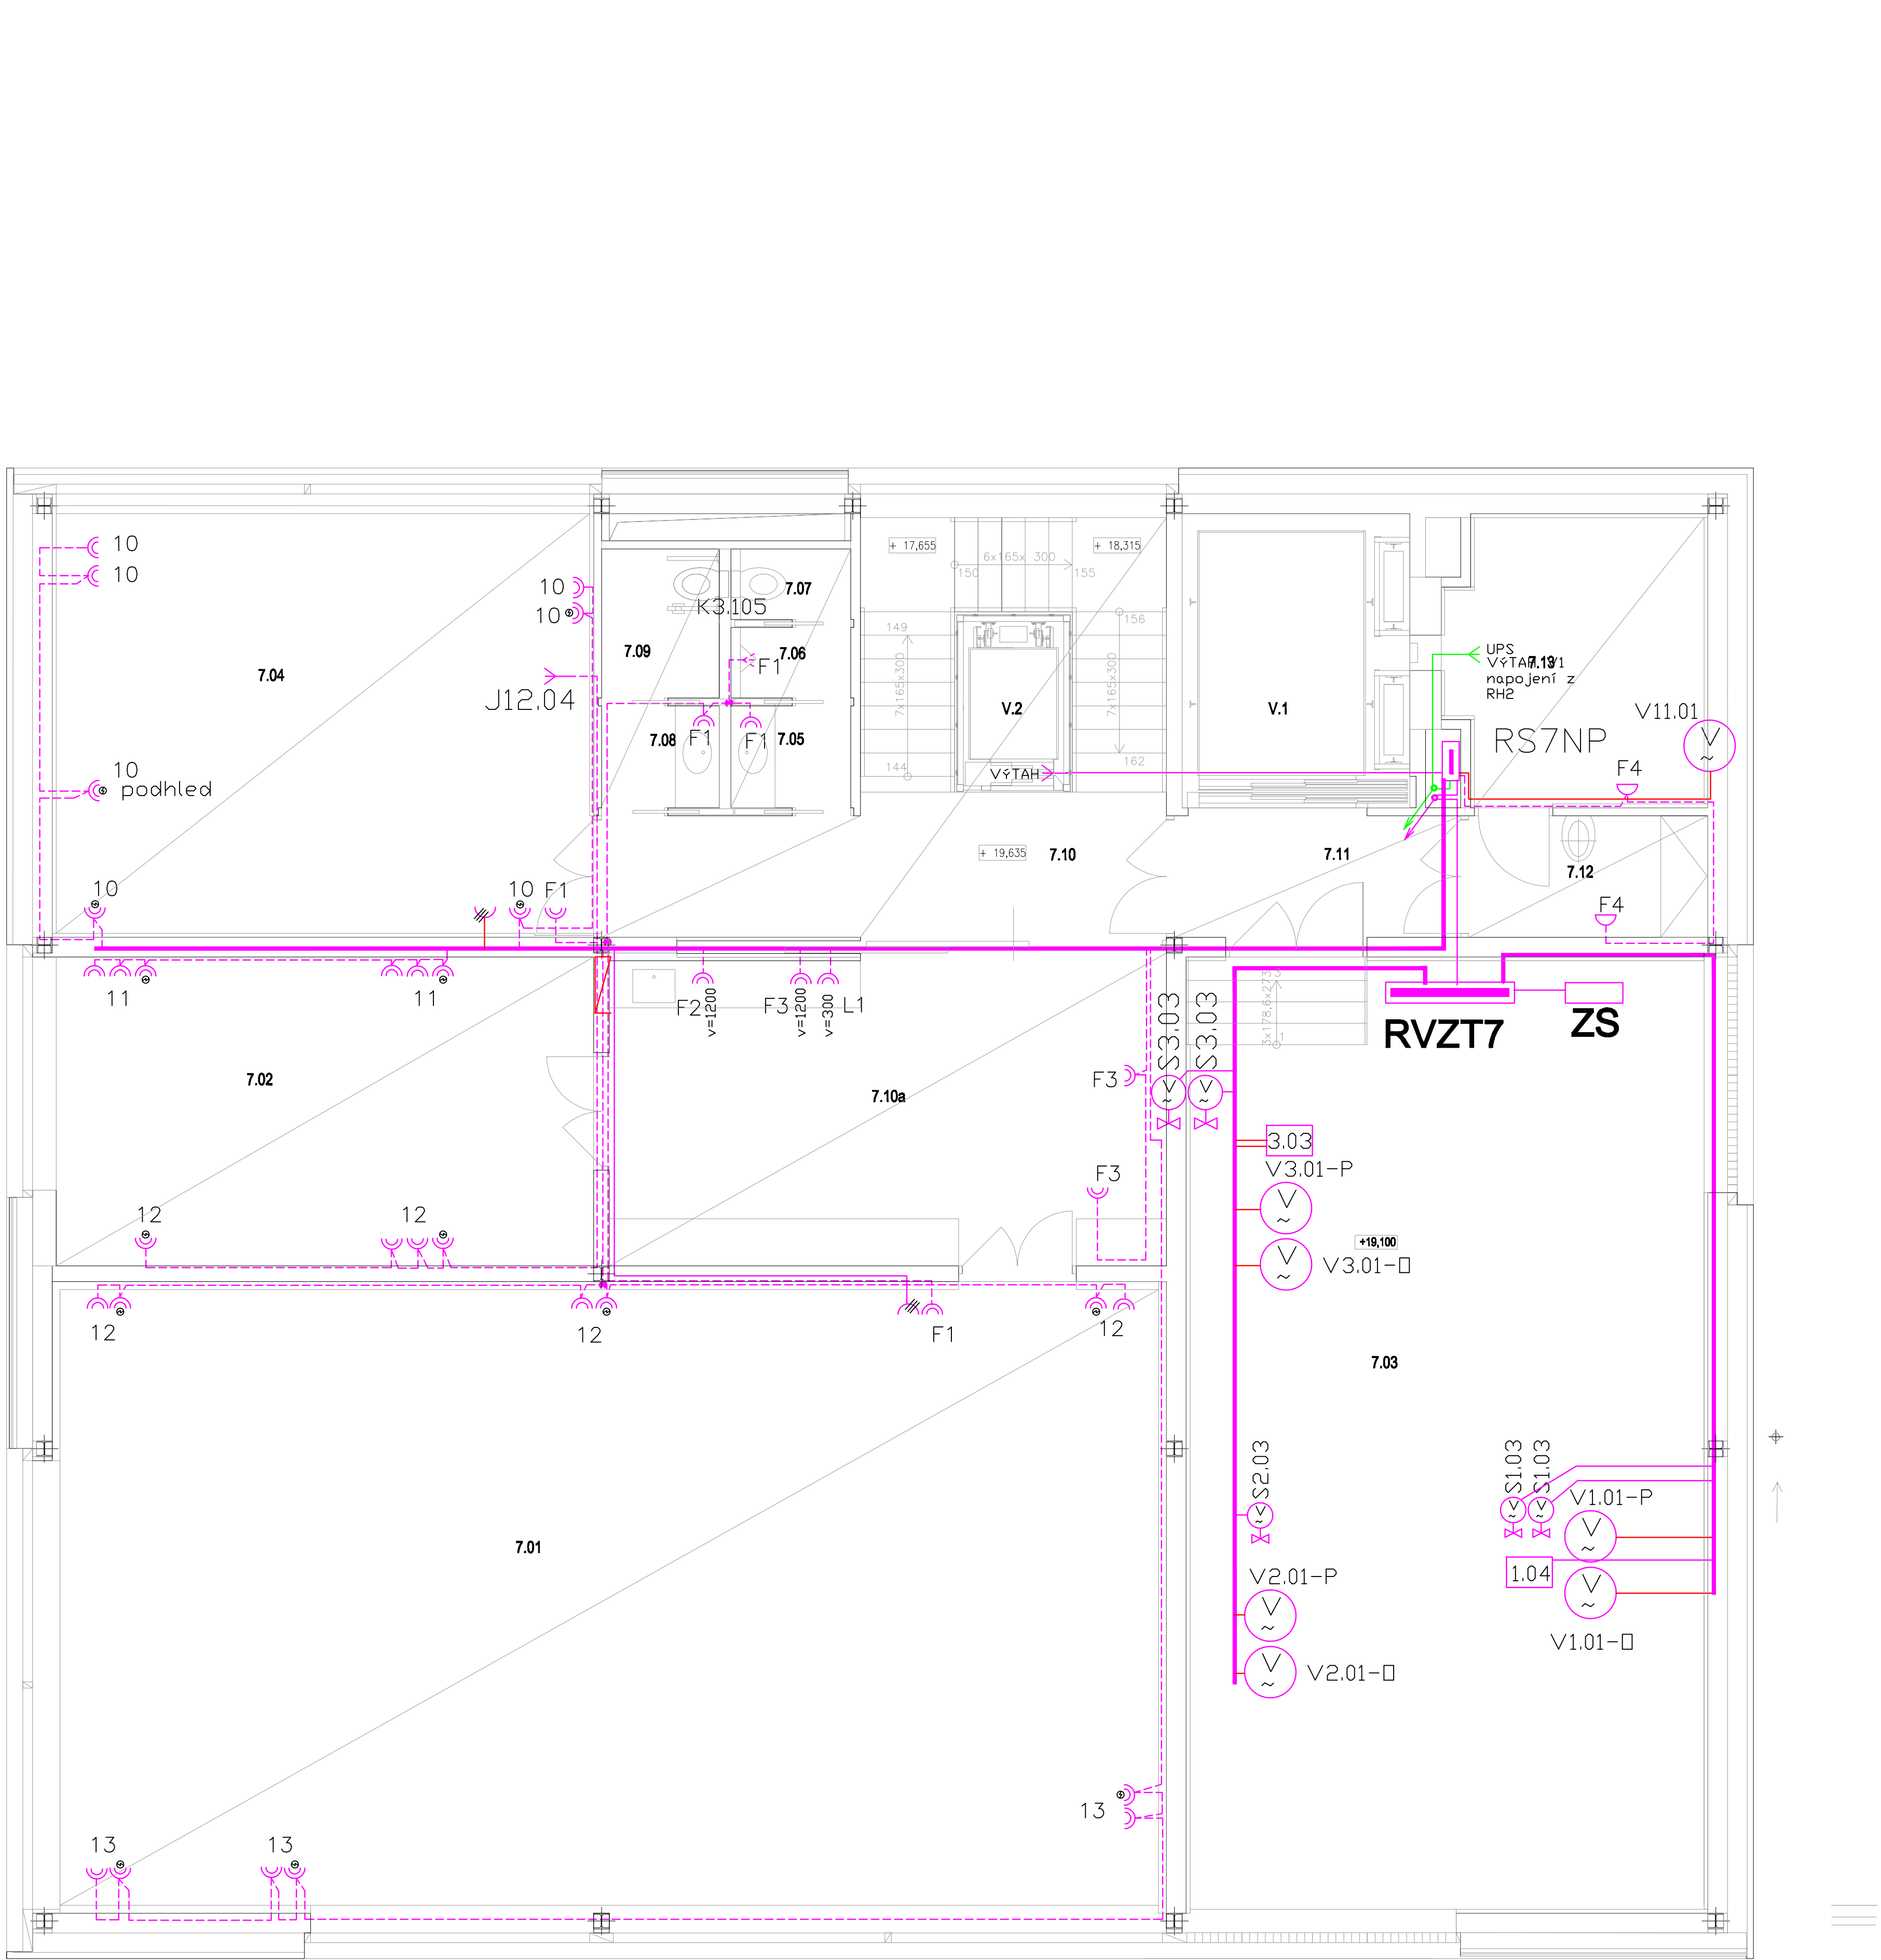 + 17,655
+ 18,315
6x165x 300
150
155
10
10
10
10
K3.105
7.07
149
156
7.09
7.06
F1
7x165x300
7x165x300
UPS
VÝTAH V1
napojení z
RH2
7.13
7.04
J12.04
V.2
V.1
V11.01
V
~
7.08
F1
F1
7.05
RS7NP
144
162
VÝTAH
F4
10
podhled
+ 19,635
7.10
7.11
7.12
10
10
F1
F4
11
11
F2
v=1200
F3
v=1200
v=300
L1
S3.03
S3.03
3x178,6x273
1
RVZT7
ZS
7.02
7.10a
F3
V
~
V
~
3.03
V3.01-P
V
~
F3
12
12
+19,100
V
~
V3.01-O
12
12
F1
12
7.03
S2.03
V
~
S1.03
S1.03
V
~
V
~
V1.01-P
V
~
7.01
1.04
V
~
V2.01-P
V
~
V1.01-O
V
~
V2.01-O
13
13
13